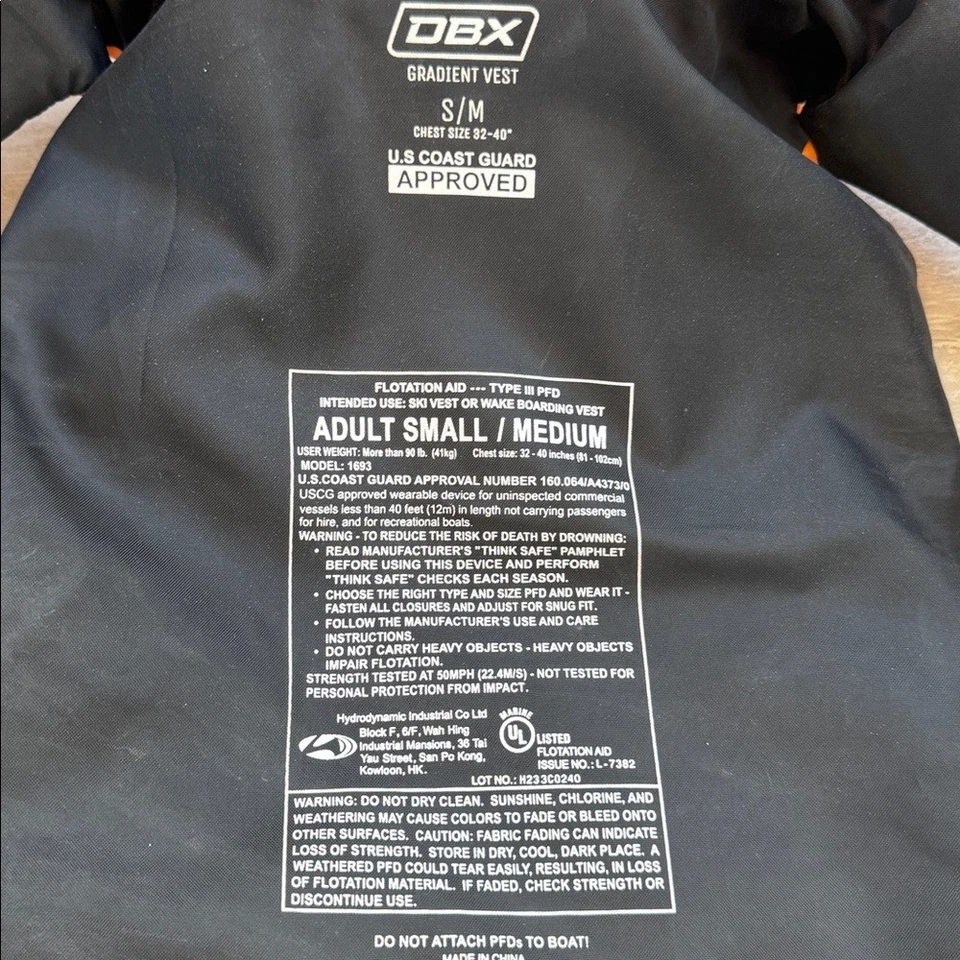 DBX
GRADIENT VEST
S/M
CHEST SIZE 32-40"
U.S COAST GUARD
APPROVED
FLOTATION AID --- TYPE III PFD
INTENDED USE: SKI VEST OR WAKE BOARDING VEST
ADULT SMALL / MEDIUM
USER WEIGHT: More than 90 lb. (41kg) Chest size: 32 - 40 inches (81 - 102cm)
MODEL: 1693
U.S.COAST GUARD APPROVAL NUMBER 160.064/A4373/0
USCG approved wearable device for uninspected commercial
vessels less than 40 feet (12m) in length not carrying passengers
for hire, and for recreational boats.
WARNING - TO REDUCE THE RISK OF DEATH BY DROWNING:
• READ MANUFACTURER'S "THINK SAFE" PAMPHLET
BEFORE USING THIS DEVICE AND PERFORM
"THINK SAFE" CHECKS EACH SEASON.
• CHOOSE THE RIGHT TYPE AND SIZE PFD AND WEAR IT -
FASTEN ALL CLOSURES AND ADJUST FOR SNUG FIT.
• FOLLOW THE MANUFACTURER'S USE AND CARE
INSTRUCTIONS.
• DO NOT CARRY HEAVY OBJECTS - HEAVY OBJECTS
IMPAIR FLOTATION.
STRENGTH TESTED AT 50MPH (22.4M/S) - NOT TESTED FOR
PERSONAL PROTECTION FROM IMPACT.
Hydrodynamic Industrial Co Ltd
Block F, 6/F, Wah Hing
Industrial Mansions, 36 Tai
Yau Street, San Po Kong,
Kowloon, HK.
MARINE
UL LISTED
FLOTATION AID
ISSUE NO.: L-7382
LOT NO.: H233C0240
WARNING: DO NOT DRY CLEAN. SUNSHINE, CHLORINE, AND
WEATHERING MAY CAUSE COLORS TO FADE OR BLEED ONTO
OTHER SURFACES. CAUTION: FABRIC FADING CAN INDICATE
LOSS OF STRENGTH. STORE IN DRY, COOL, DARK PLACE. A
WEATHERED PFD COULD TEAR EASILY, RESULTING, IN LOSS
OF FLOTATION MATERIAL. IF FADED, CHECK STRENGTH OR
DISCONTINUE USE.
DO NOT ATTACH PFDs TO BOAT!
MADE IN CHINA